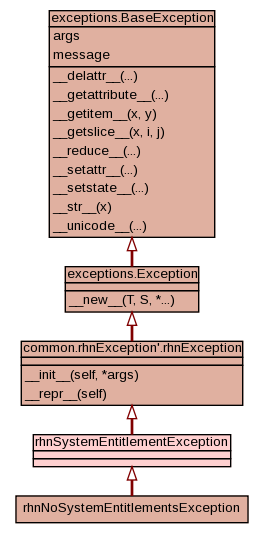 exceptions.BaseException
args
message
__delattr__(...)
__getattribute__(...)
__getitem__(x, y)
__getslice__(x, i, j)
__reduce__(...)
__setattr__(...)
__setstate__(...)
__str__(x)
__unicode__(...)
exceptions.Exception
__new__(T, S, *...)
common.rhnException'.rhnException
__init__(self, *args)
__repr__(self)
rhnSystemEntitlementException
rhnNoSystemEntitlementsException